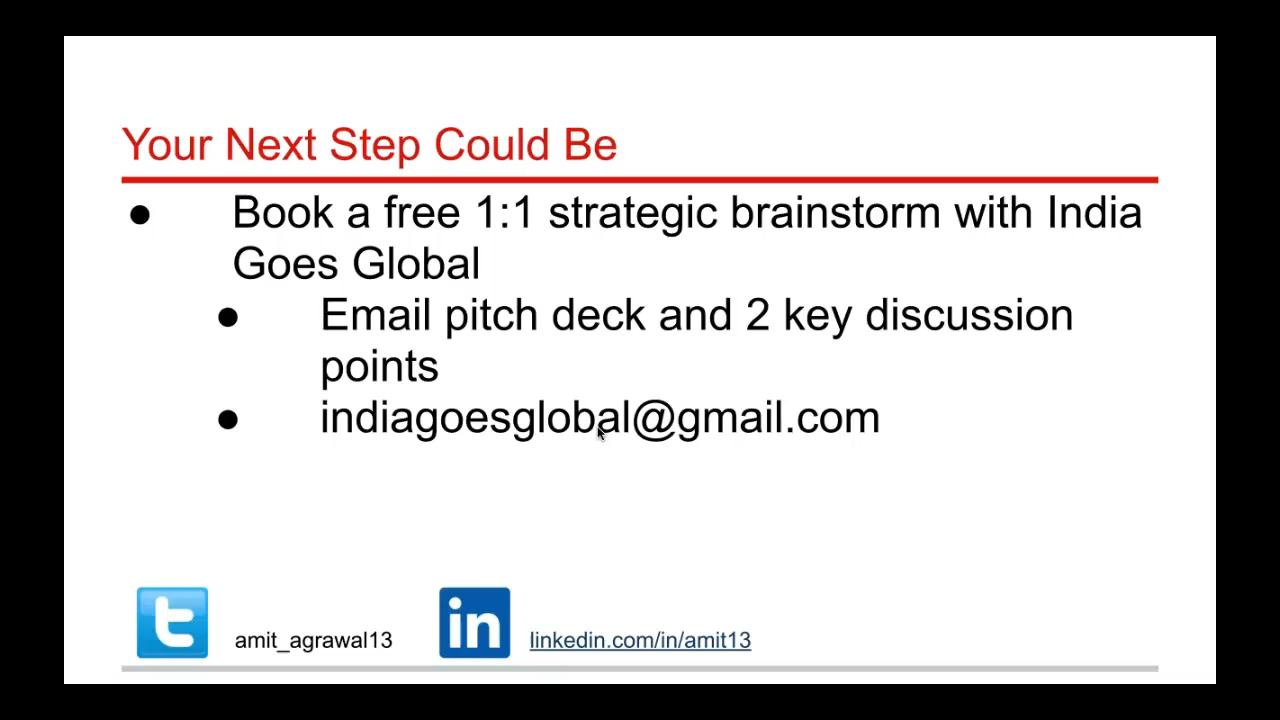 Your Next Step Could Be
● Book a free 1:1 strategic brainstorm with India
Goes Global
● Email pitch deck and 2 key discussion
points
● indiagoesglobal@gmail.com
t amit_agrawal13 in linkedin.com/in/amit13